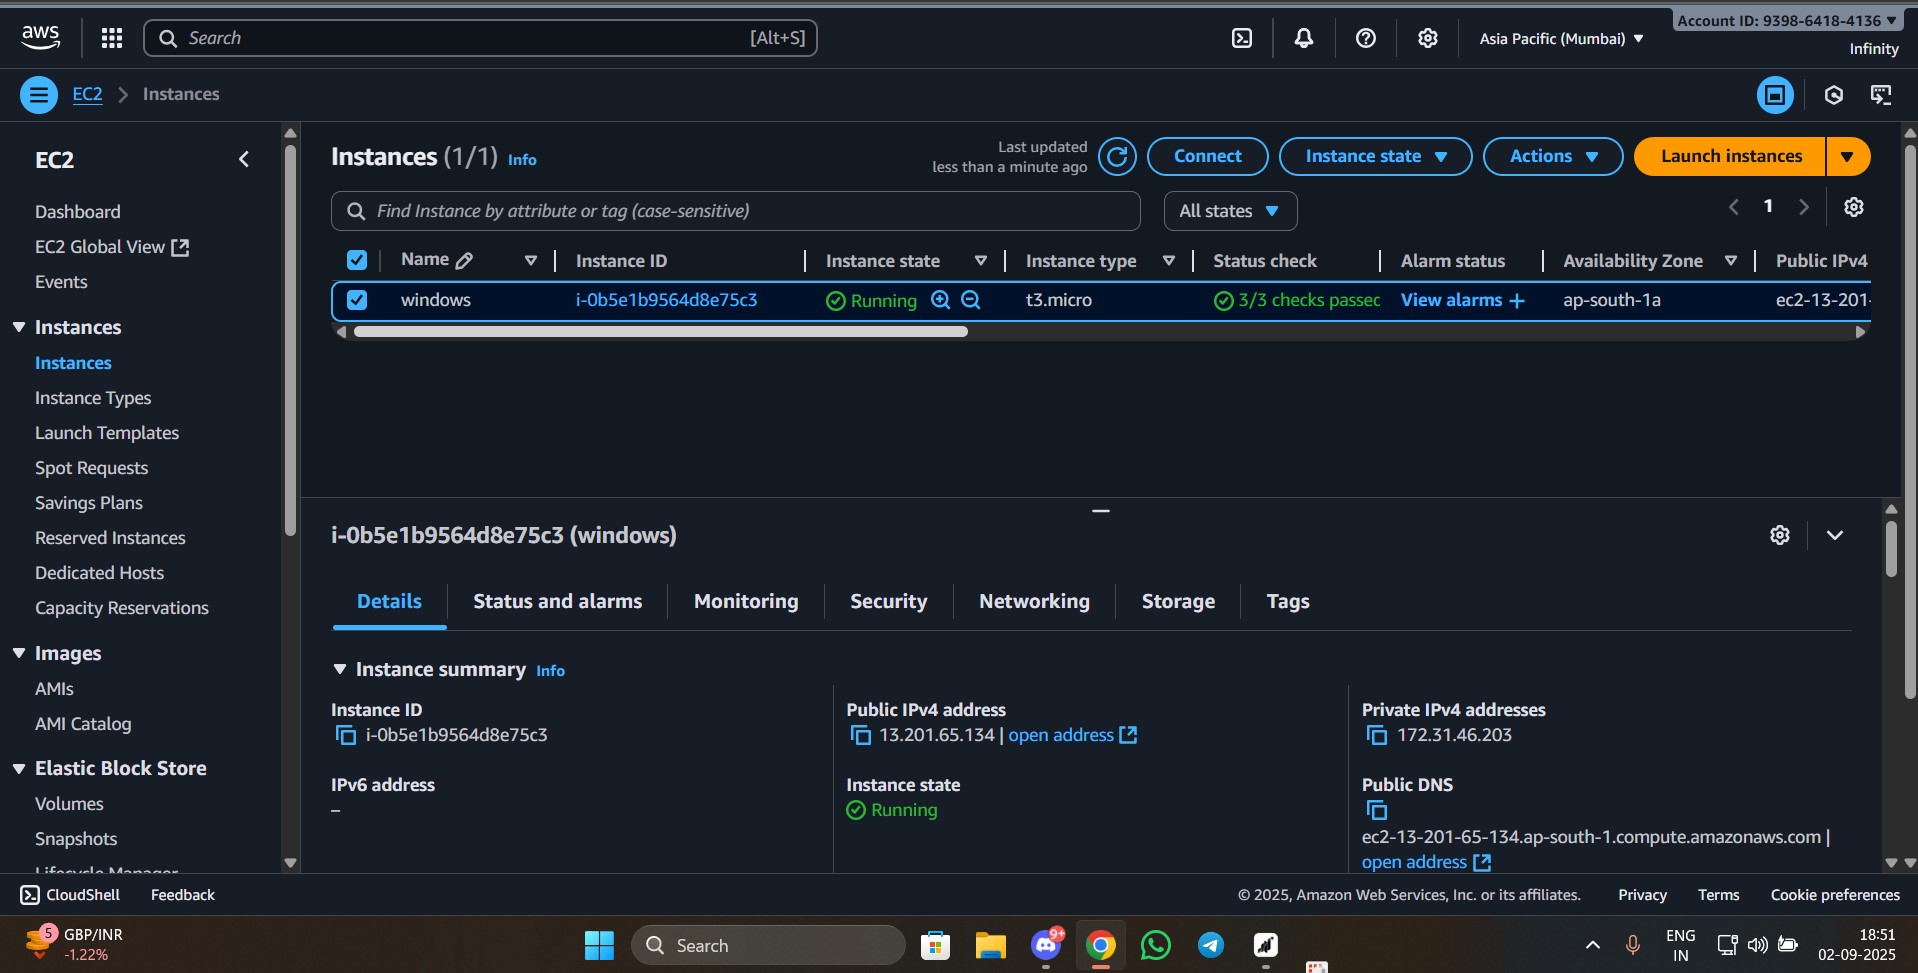 aws
Search [Alt+S]
Asia Pacific (Mumbai)
Account ID: 9398-6418-4136
Infinity
EC2 Instances
EC2
Dashboard
EC2 Global View
Events
Instances
Instances
Instance Types
Launch Templates
Spot Requests
Savings Plans
Reserved Instances
Dedicated Hosts
Capacity Reservations
Images
AMIs
AMI Catalog
Elastic Block Store
Volumes
Snapshots
Lifecycle Manager
Instances (1/1) Info
Last updated
less than a minute ago
Connect
Instance state
Actions
Launch instances
Find Instance by attribute or tag (case-sensitive)
All states
1
Name Instance ID Instance state Instance type Status check Alarm status Availability Zone Public IPv4
windows i-0b5e1b9564d8e75c3 Running t3.micro 3/3 checks passec View alarms + ap-south-1a ec2-13-201-
i-0b5e1b9564d8e75c3 (windows)
Details Status and alarms Monitoring Security Networking Storage Tags
Instance summary Info
Instance ID
i-0b5e1b9564d8e75c3
Public IPv4 address
13.201.65.134 | open address
Private IPv4 addresses
172.31.46.203
IPv6 address
–
Instance state
Running
Public DNS
ec2-13-201-65-134.ap-south-1.compute.amazonaws.com |
open address
CloudShell Feedback
© 2025, Amazon Web Services, Inc. or its affiliates. Privacy Terms Cookie preferences
5
GBP/INR
-1.22%
Search
9+
ENG
IN
18:51
02-09-2025